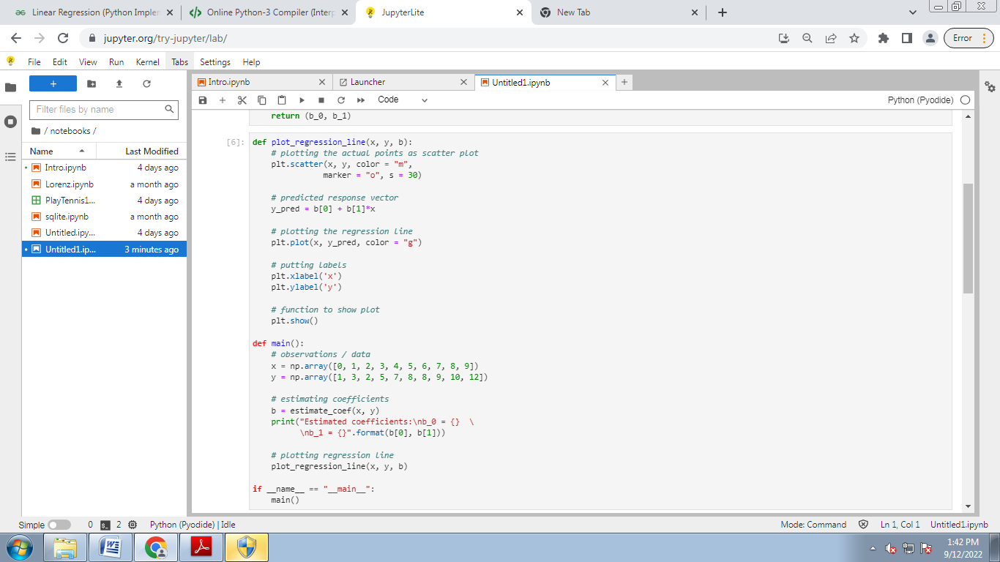 Linear Regression (Python Implem
Online Python-3 Compiler (Interp
JupyterLite
New Tab
jupyter.org/try-jupyter/lab/
Error
File Edit View Run Kernel Tabs Settings Help
Intro.ipynb
Launcher
Untitled1.ipynb
Code
Python (Pyodide)
Filter files by name
/ notebooks /
Name Last Modified
Intro.ipynb 4 days ago
Lorenz.ipynb a month ago
PlayTennis1... 4 days ago
sqlite.ipynb a month ago
Untitled.ipy... 4 days ago
Untitled1.ip... 3 minutes ago
return (b_0, b_1)
[6]: def plot_regression_line(x, y, b):
# plotting the actual points as scatter plot
plt.scatter(x, y, color = "m",
marker = "o", s = 30)
# predicted response vector
y_pred = b[0] + b[1]*x
# plotting the regression line
plt.plot(x, y_pred, color = "g")
# putting labels
plt.xlabel('x')
plt.ylabel('y')
# function to show plot
plt.show()
def main():
# observations / data
x = np.array([0, 1, 2, 3, 4, 5, 6, 7, 8, 9])
y = np.array([1, 3, 2, 5, 7, 8, 8, 9, 10, 12])
# estimating coefficients
b = estimate_coef(x, y)
print("Estimated coefficients:\nb_0 = {} \
\nb_1 = {}".format(b[0], b[1]))
# plotting regression line
plot_regression_line(x, y, b)
if __name__ == "__main__":
main()
Simple 0 2 Python (Pyodide) | Idle
Mode: Command Ln 1, Col 1 Untitled1.ipynb
1:42 PM
9/12/2022